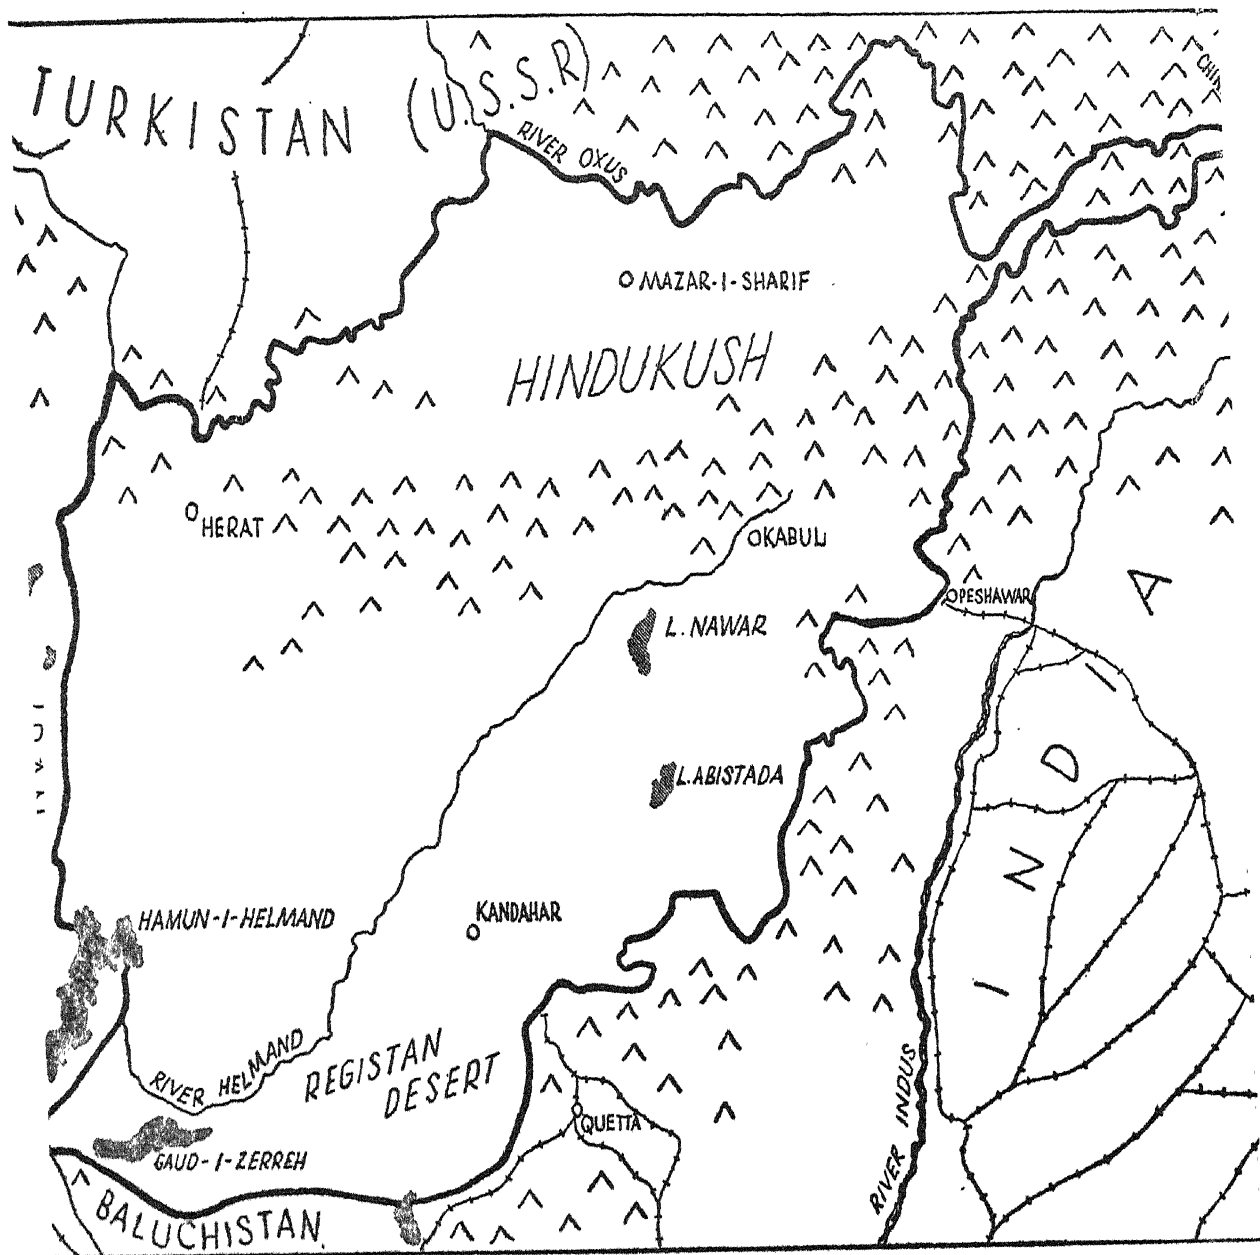 TURKISTAN (U.S.S.R)
RIVER OXUS
MAZAR-I-SHARIF
HINDUKUSH
HERAT
KABUL
PESHAWAR
L. NAWAR
L. ABISTADA
INDIA
HAMUN-I-HELMAND
KANDAHAR
RIVER HELMAND
REGISTAN
DESERT
RIVER INDUS
QUETTA
GAUD-I-ZERREH
BALUCHISTAN